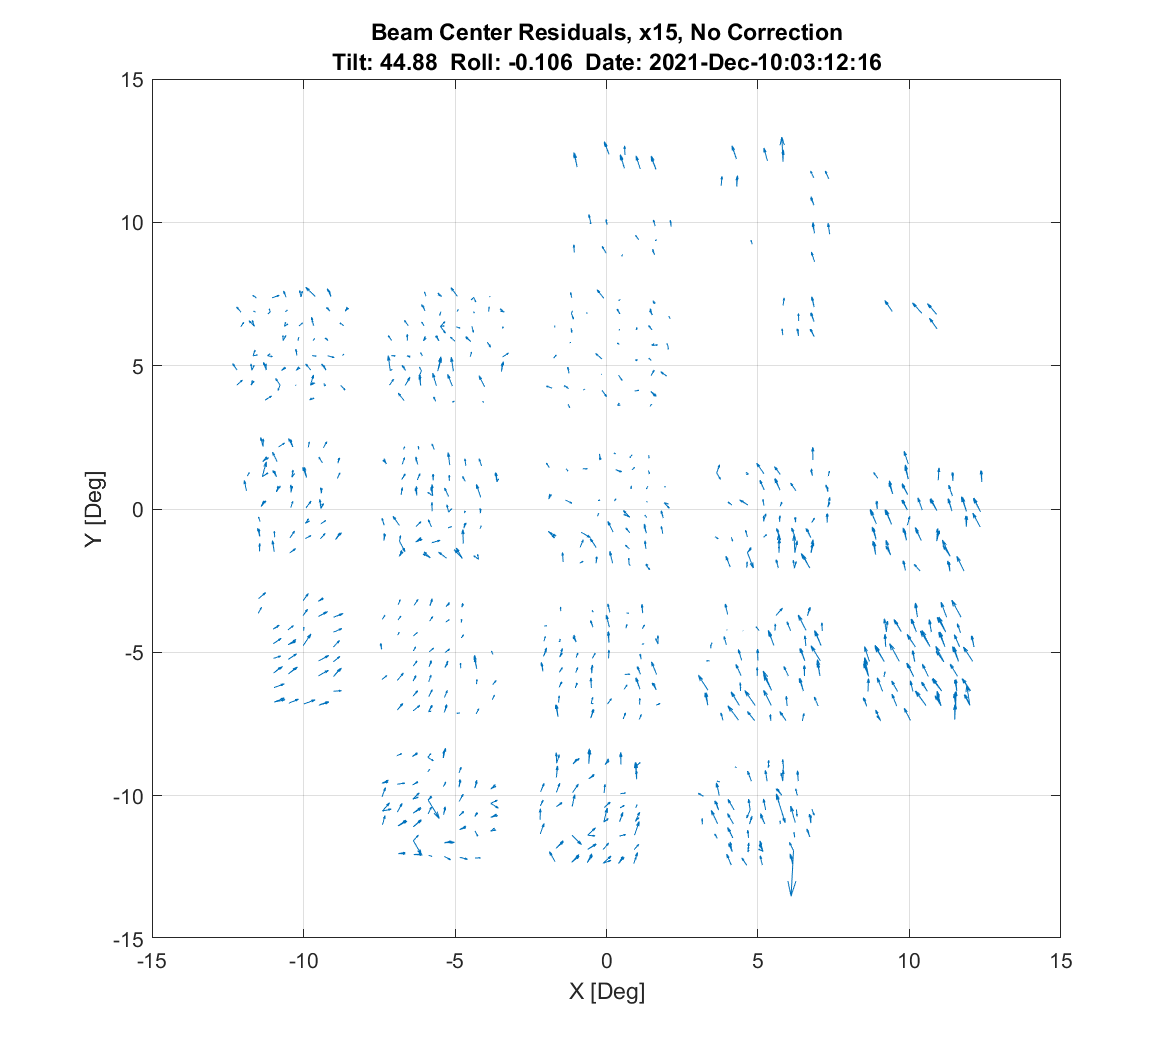 Beam Center Residuals, x15, No Correction
Tilt: 44.88 Roll: -0.106 Date: 2021-Dec-10:03:12:16
15
10
5
0
-5
-10
-15
Y [Deg]
-15 -10 -5 0 5 10 15
X [Deg]